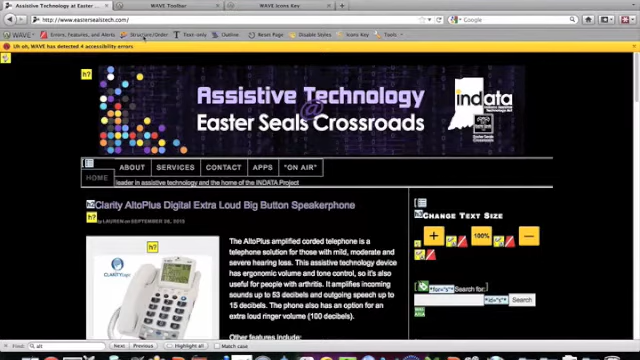 Assistive Technology at Easter ...
WAVE Toolbar
WAVE Icons Key
http://www.eastersealstech.com/
WAVE
Errors, Features, and Alerts
Structure/Order
Text-only
Outline
Reset Page
Disable Styles
Icons Key
Tools
Uh oh, WAVE has detected 4 accessibility errors
h?
Assistive Technology
@
Easter Seals Crossroads
indata
HOME
ABOUT
SERVICES
CONTACT
APPS
"ON AIR"
leader in assistive technology and the home of the INDATA Project
h2 Clarity AltoPlus Digital Extra Loud Big Button Speakerphone
h?
by LAUREN on SEPTEMBER 28, 2015
h?
The AltoPlus amplified corded telephone is a
telephone solution for those with mild, moderate and
severe hearing loss. This assistive technology device
has ergonomic volume and tone control, so it's also
useful for people with arthritis. It amplifies incoming
sounds up to 53 decibels and outgoing speech up to
15 decibels. The phone also has an option for an
extra loud ringer volume (100 decibels).
Other features include:
h3 CHANGE TEXT SIZE
+
100%
−
*for="s"*
Search for:
*id="s"*
Search
Find:
alt
Next
Previous
Highlight all
Match case